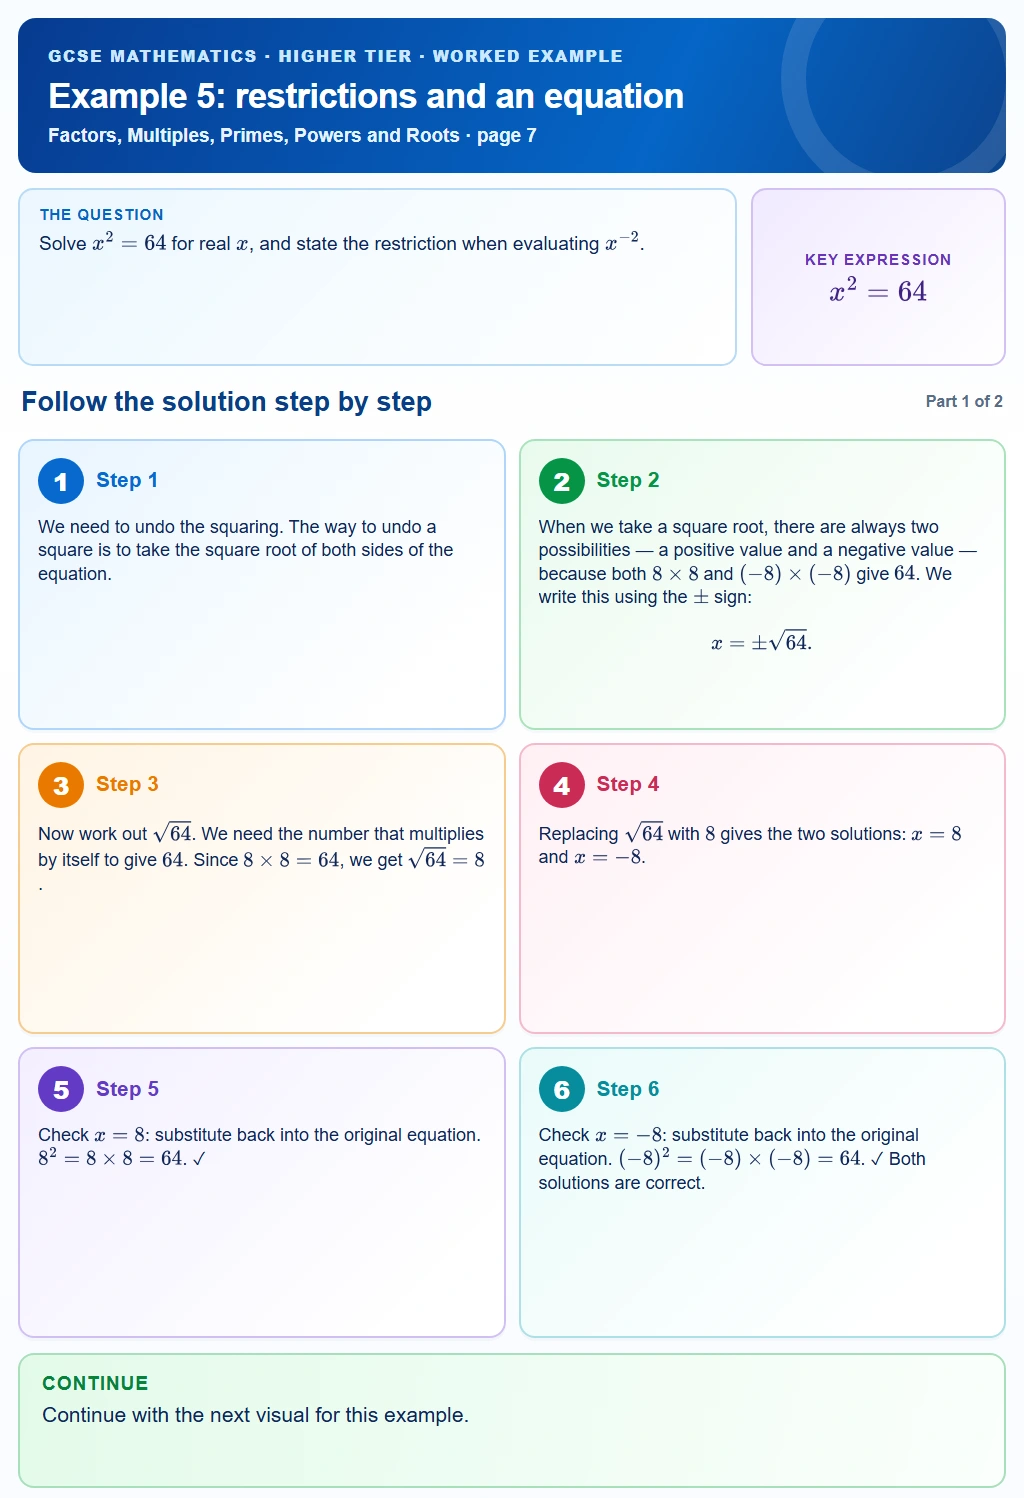 GCSE MATHEMATICS · HIGHER TIER · WORKED EXAMPLE
Example 5: restrictions and an equation
Factors, Multiples, Primes, Powers and Roots · page 7
THE QUESTION
Solve x² = 64 for real x, and state the restriction when evaluating x⁻².
KEY EXPRESSION
x² = 64
Follow the solution step by step
Part 1 of 2
1 Step 1
We need to undo the squaring. The way to undo a
square is to take the square root of both sides of the
equation.
2 Step 2
When we take a square root, there are always two
possibilities — a positive value and a negative value —
because both 8 × 8 and (−8) × (−8) give 64. We
write this using the ± sign:
x = ±√64.
3 Step 3
Now work out √64. We need the number that multiplies
by itself to give 64. Since 8 × 8 = 64, we get √64 = 8
.
4 Step 4
Replacing √64 with 8 gives the two solutions: x = 8
and x = −8.
5 Step 5
Check x = 8: substitute back into the original equation.
8² = 8 × 8 = 64. ✓
6 Step 6
Check x = −8: substitute back into the original
equation. (−8)² = (−8) × (−8) = 64. ✓ Both
solutions are correct.
CONTINUE
Continue with the next visual for this example.